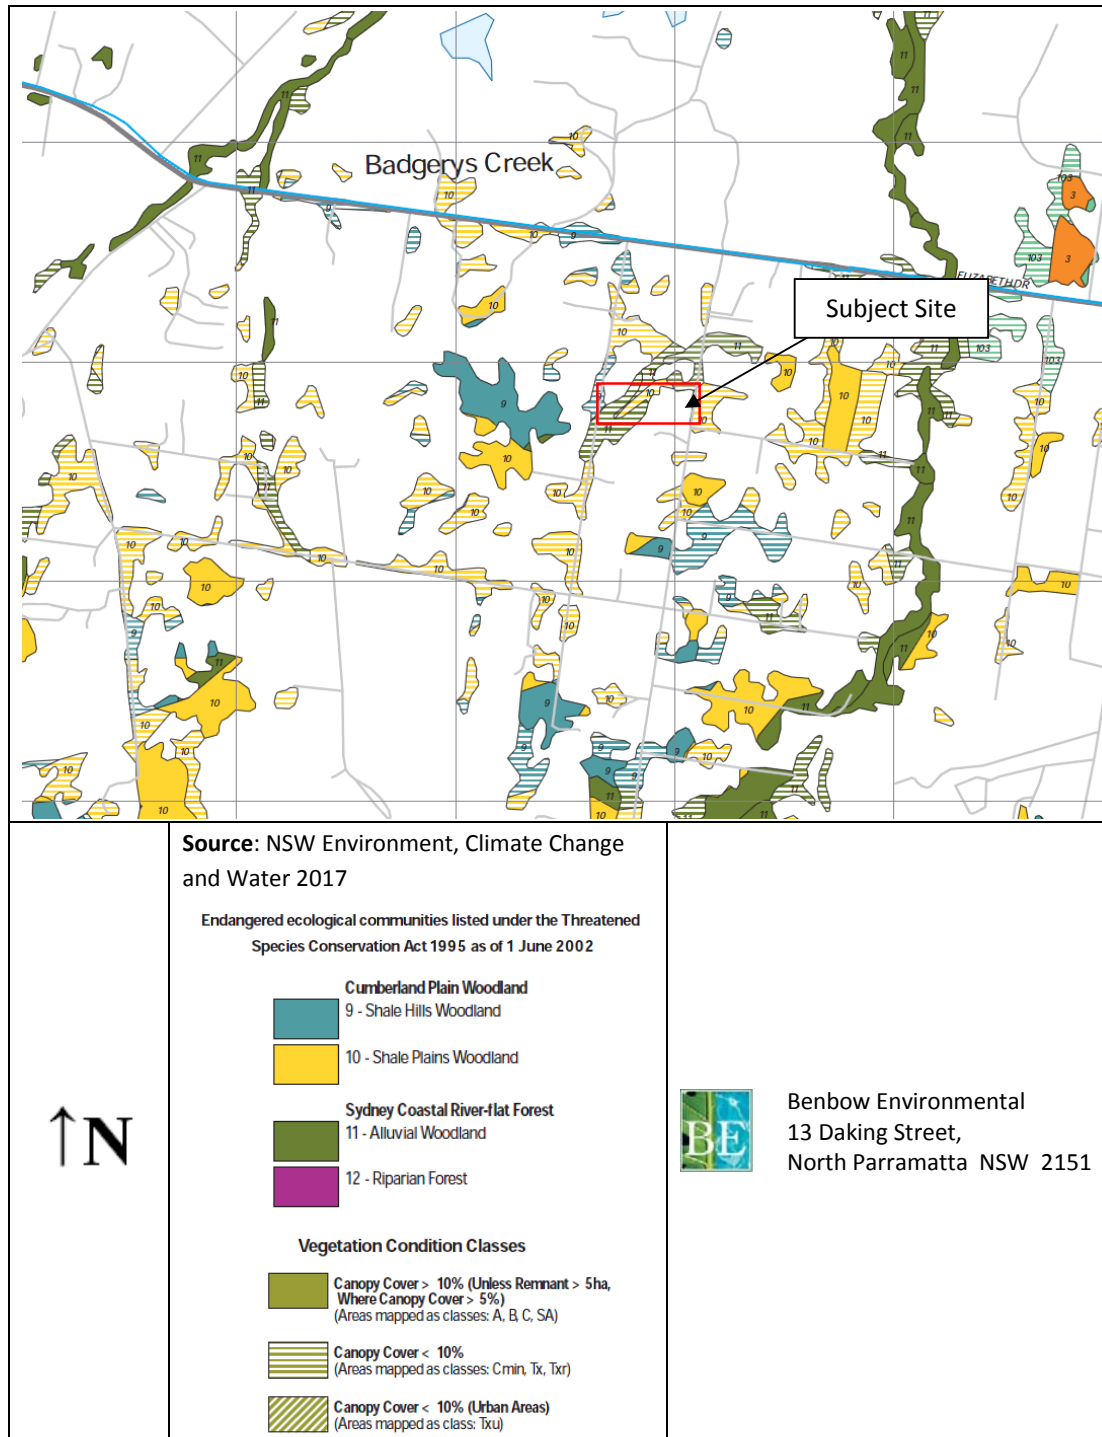 Badgerys Creek
ELIZABETH DR
Subject Site
Source: NSW Environment, Climate Change
and Water 2017
Endangered ecological communities listed under the Threatened
Species Conservation Act 1995 as of 1 June 2002
Cumberland Plain Woodland
9 - Shale Hills Woodland
10 - Shale Plains Woodland
Sydney Coastal River-flat Forest
11 - Alluvial Woodland
12 - Riparian Forest
Vegetation Condition Classes
Canopy Cover > 10% (Unless Remnant > 5ha,
Where Canopy Cover > 5%)
(Areas mapped as classes: A, B, C, SA)
Canopy Cover < 10%
(Areas mapped as classes: Cmin, Tx, Txr)
Canopy Cover < 10% (Urban Areas)
(Areas mapped as class: Txu)
↑N
BE
Benbow Environmental
13 Daking Street,
North Parramatta NSW 2151